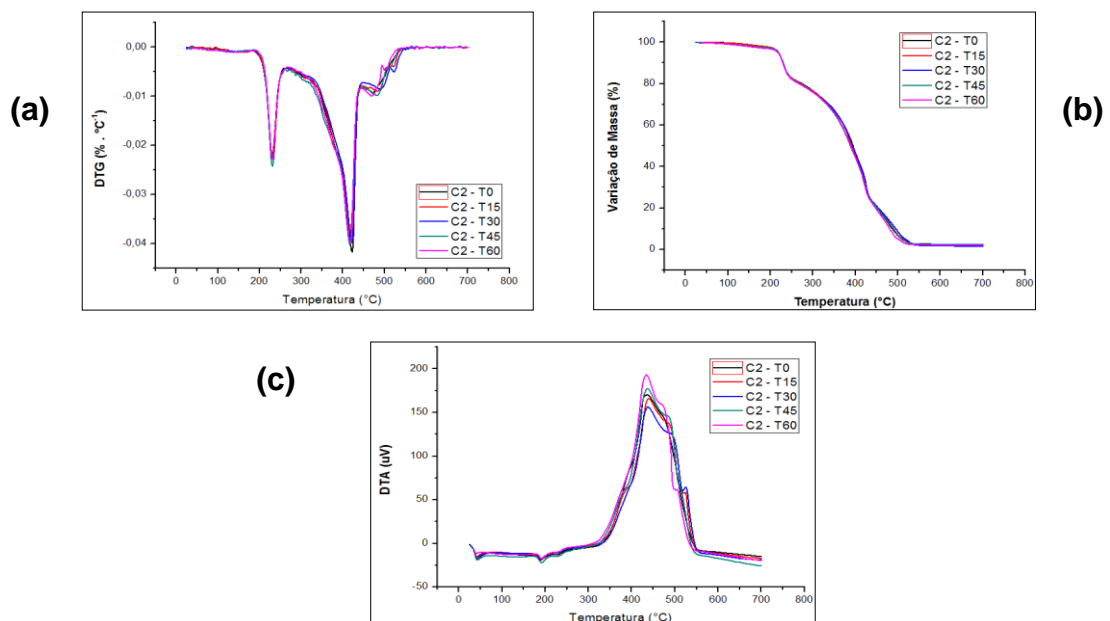 (a)
DTG (% . °C⁻¹)
0,00
-0,01
-0,02
-0,03
-0,04
C2 - T0
C2 - T15
C2 - T30
C2 - T45
C2 - T60
0 100 200 300 400 500 600 700 800
Temperatura (°C)
(b)
Variação de Massa (%)
100
80
60
40
20
0
C2 - T0
C2 - T15
C2 - T30
C2 - T45
C2 - T60
0 100 200 300 400 500 600 700 800
Temperatura (°C)
(c)
DTA (uV)
200
150
100
50
0
-50
C2 - T0
C2 - T15
C2 - T30
C2 - T45
C2 - T60
0 100 200 300 400 500 600 700 800
Temperatura (°C)